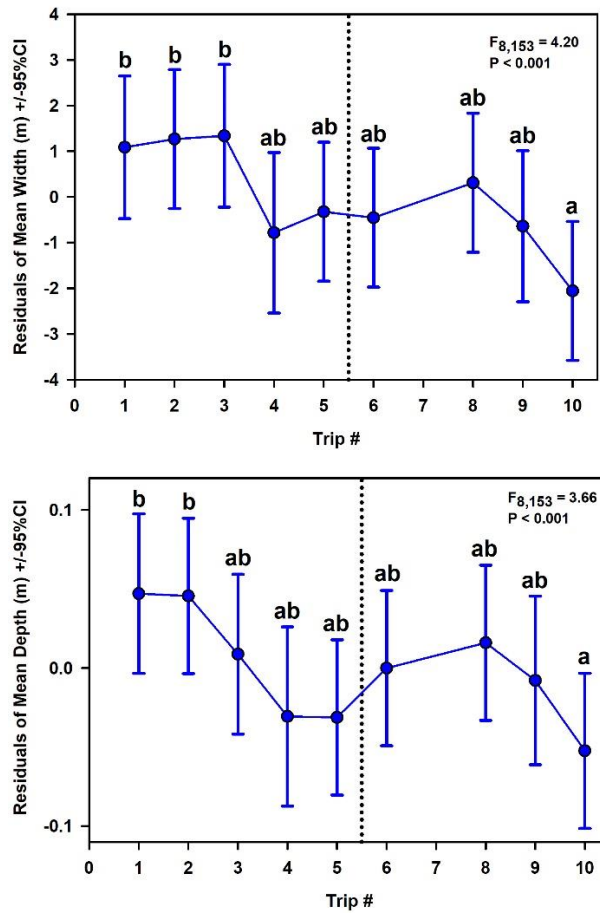 F8,153 = 4.20
P < 0.001
b b b ab ab ab ab ab a
4
3
2
1
0
-1
-2
-3
-4
Residuals of Mean Width (m) +/-95%CI
0 1 2 3 4 5 6 7 8 9 10
Trip #
F8,153 = 3.66
P < 0.001
b b ab ab ab ab ab ab a
0.1
0.0
-0.1
Residuals of Mean Depth (m) +/-95%CI
0 1 2 3 4 5 6 7 8 9 10
Trip #